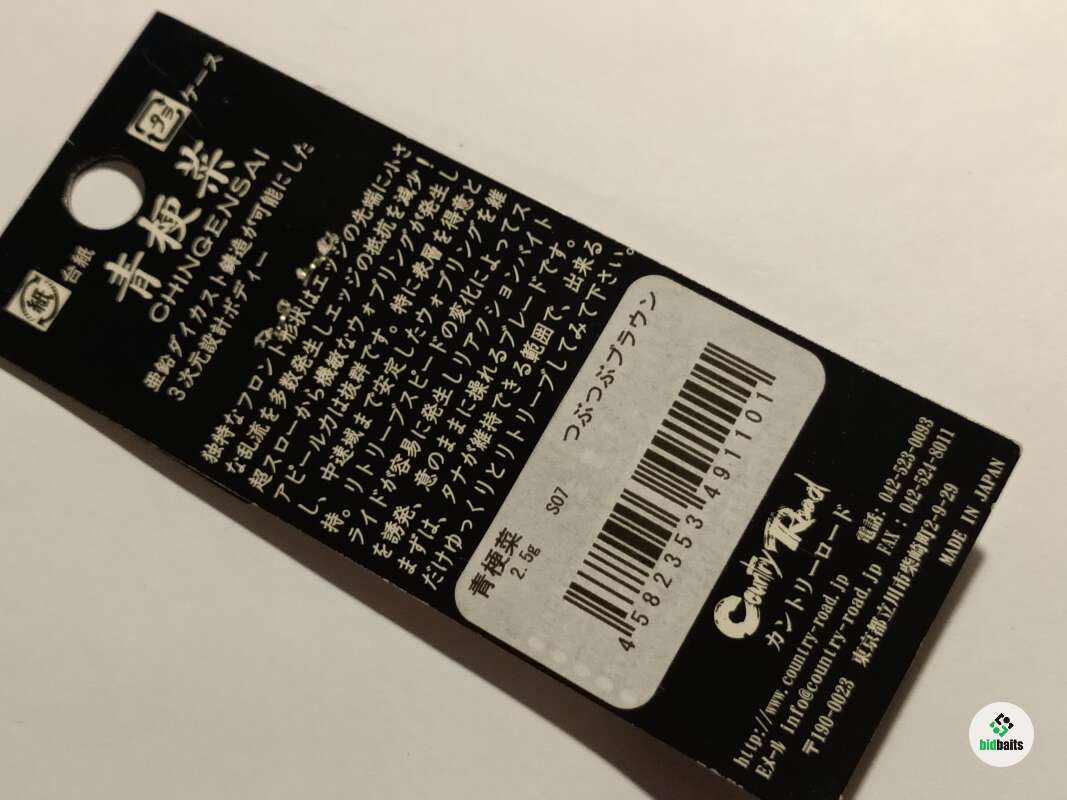 プラ
ケース
紙
台紙
青梗菜
CHINGENSAI
亜鉛ダイカスト鋳造が可能にした
3次元設計ボディー
独特なフロント形状はエッジの先端に小さ
な乱流を多数発生しエッジの抵抗を減少!
超スローから機敏なウォブリングが発生し
アピール力は抜群です。特に表層を得意と
し、中速域まで安定したウォブリングを維
持。リトリーブスピードの変化によってス
ライドが容易に発生しリアクションバイト
を誘発、意のままに操れるブレードです。
まずは、タナが維持できる範囲で、出来る
だけゆっくりとリトリーブしてみて下さい。
青梗菜 S07 つぶつぶブラウン
2.5g
4582353491101
Country Road
カントリーロード
http://www.country-road.jp 電話: 042-523-0093
Eメール info@country-road.jp FAX : 042-524-8011
〒190-0023 東京都立川市柴崎町2-9-29
MADE IN JAPAN
bidbaits